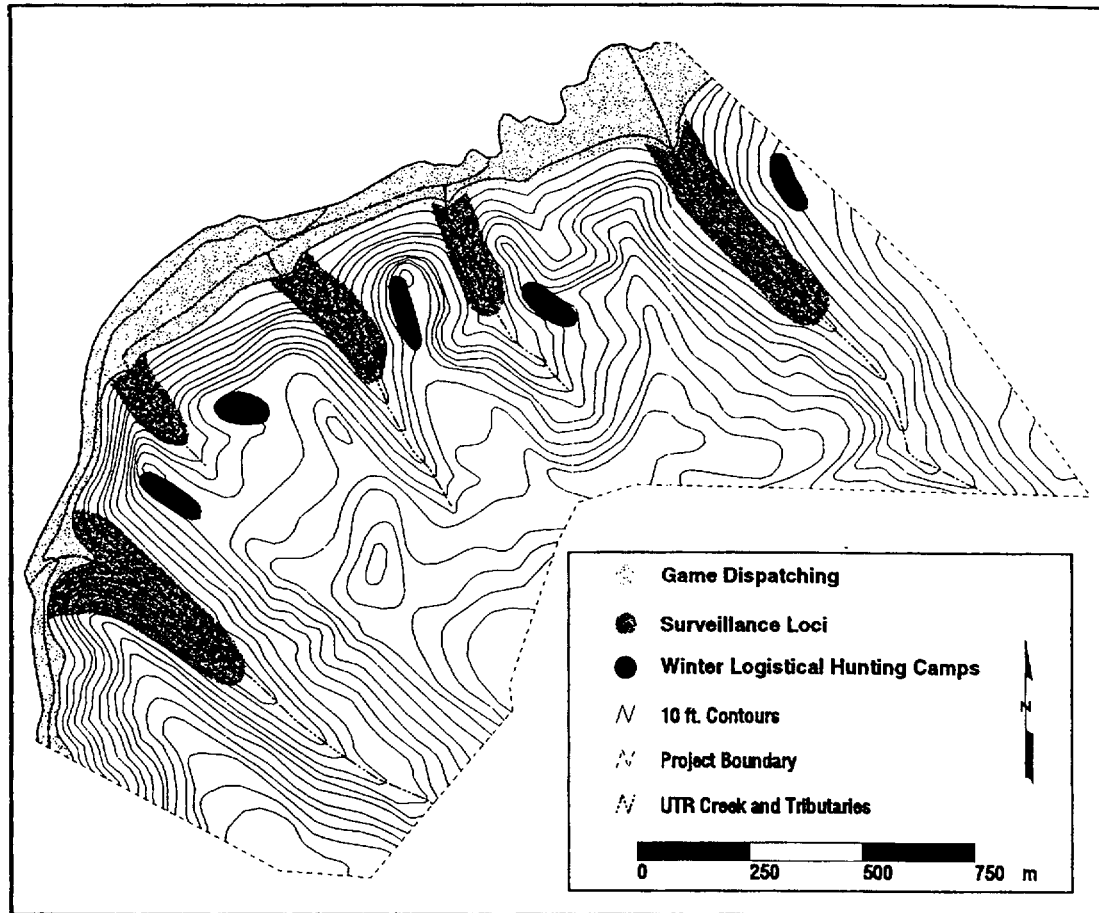 Game Dispatching
Surveillance Loci
Winter Logistical Hunting Camps
10 ft. Contours
Project Boundary
UTR Creek and Tributaries
N
0 250 500 750 m